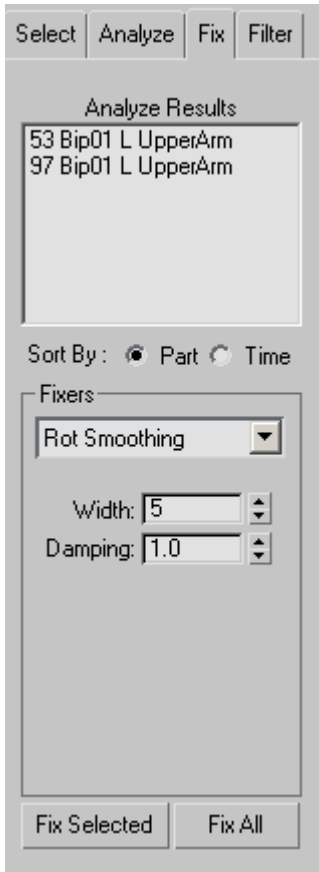 Select Analyze Fix Filter
Analyze Results
53 Bip01 L UpperArm
97 Bip01 L UpperArm
Sort By : Part Time
Fixers
Rot Smoothing
Width: 5
Damping: 1.0
Fix Selected Fix All